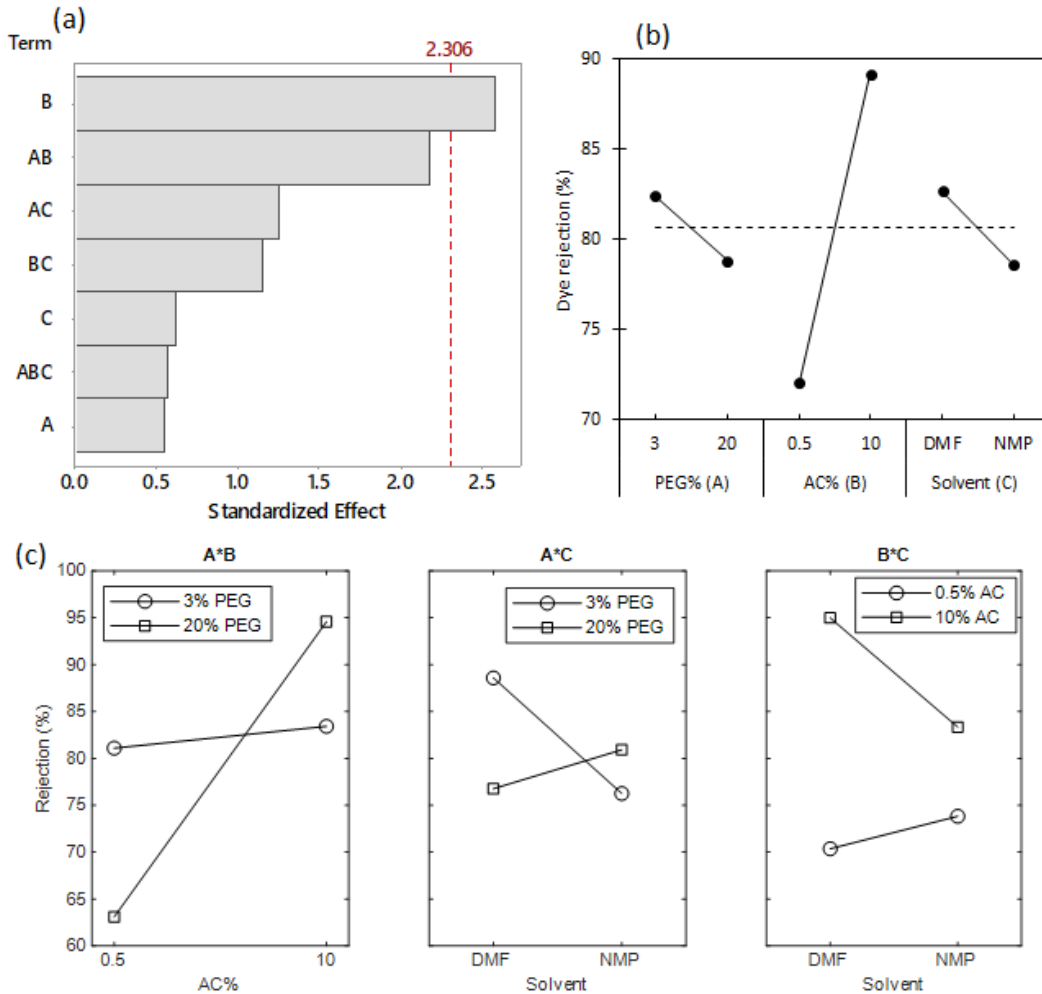 (a)
Term
2.306
B
AB
AC
BC
C
ABC
A
0.0 0.5 1.0 1.5 2.0 2.5
Standardized Effect
(b)
Dye rejection (%)
90
85
80
75
70
3 20 0.5 10 DMF NMP
PEG% (A) AC% (B) Solvent (C)
(c)
A*B
Rejection (%)
100
95
90
85
80
75
70
65
60
3% PEG
20% PEG
0.5 10
AC%
A*C
3% PEG
20% PEG
DMF NMP
Solvent
B*C
0.5% AC
10% AC
DMF NMP
Solvent